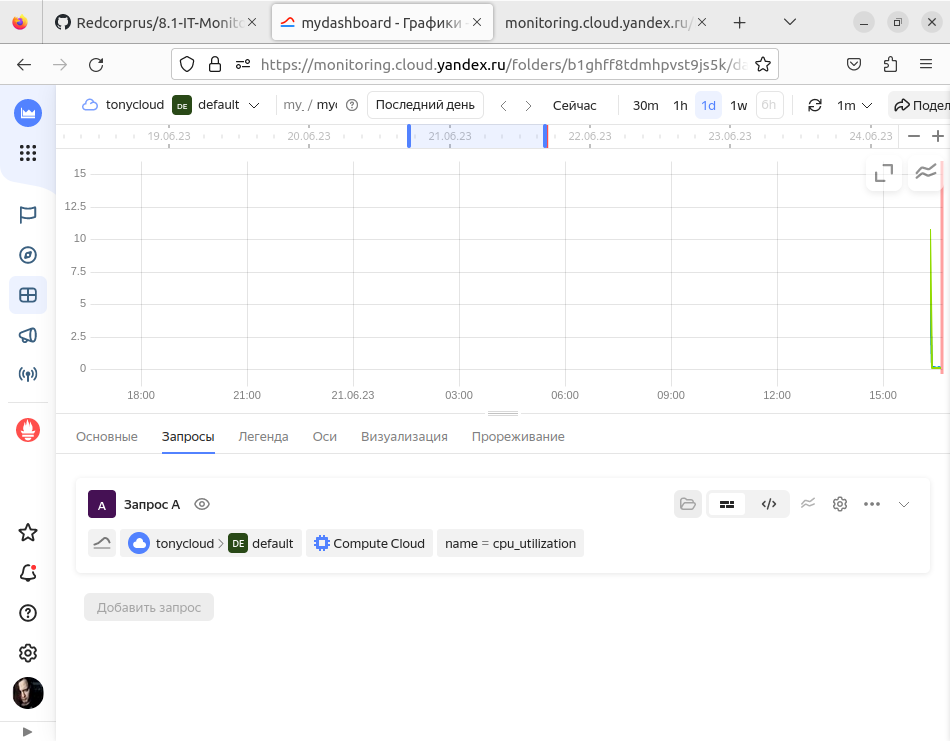 Redcorprus/8.1-IT-Monito
mydashboard - Графики -
monitoring.cloud.yandex.ru/
https://monitoring.cloud.yandex.ru/folders/b1ghff8tdmhpvst9js5k/da
tonycloud DE default my_ / myc Последний день Сейчас 30m 1h 1d 1w 6h 1m Подел
19.06.23 20.06.23 21.06.23 22.06.23 23.06.23 24.06.23
15
12.5
10
7.5
5
2.5
0
18:00 21:00 21.06.23 03:00 06:00 09:00 12:00 15:00
Основные Запросы Легенда Оси Визуализация Прореживание
A Запрос A </>
tonycloud > DE default Compute Cloud name = cpu_utilization
Добавить запрос